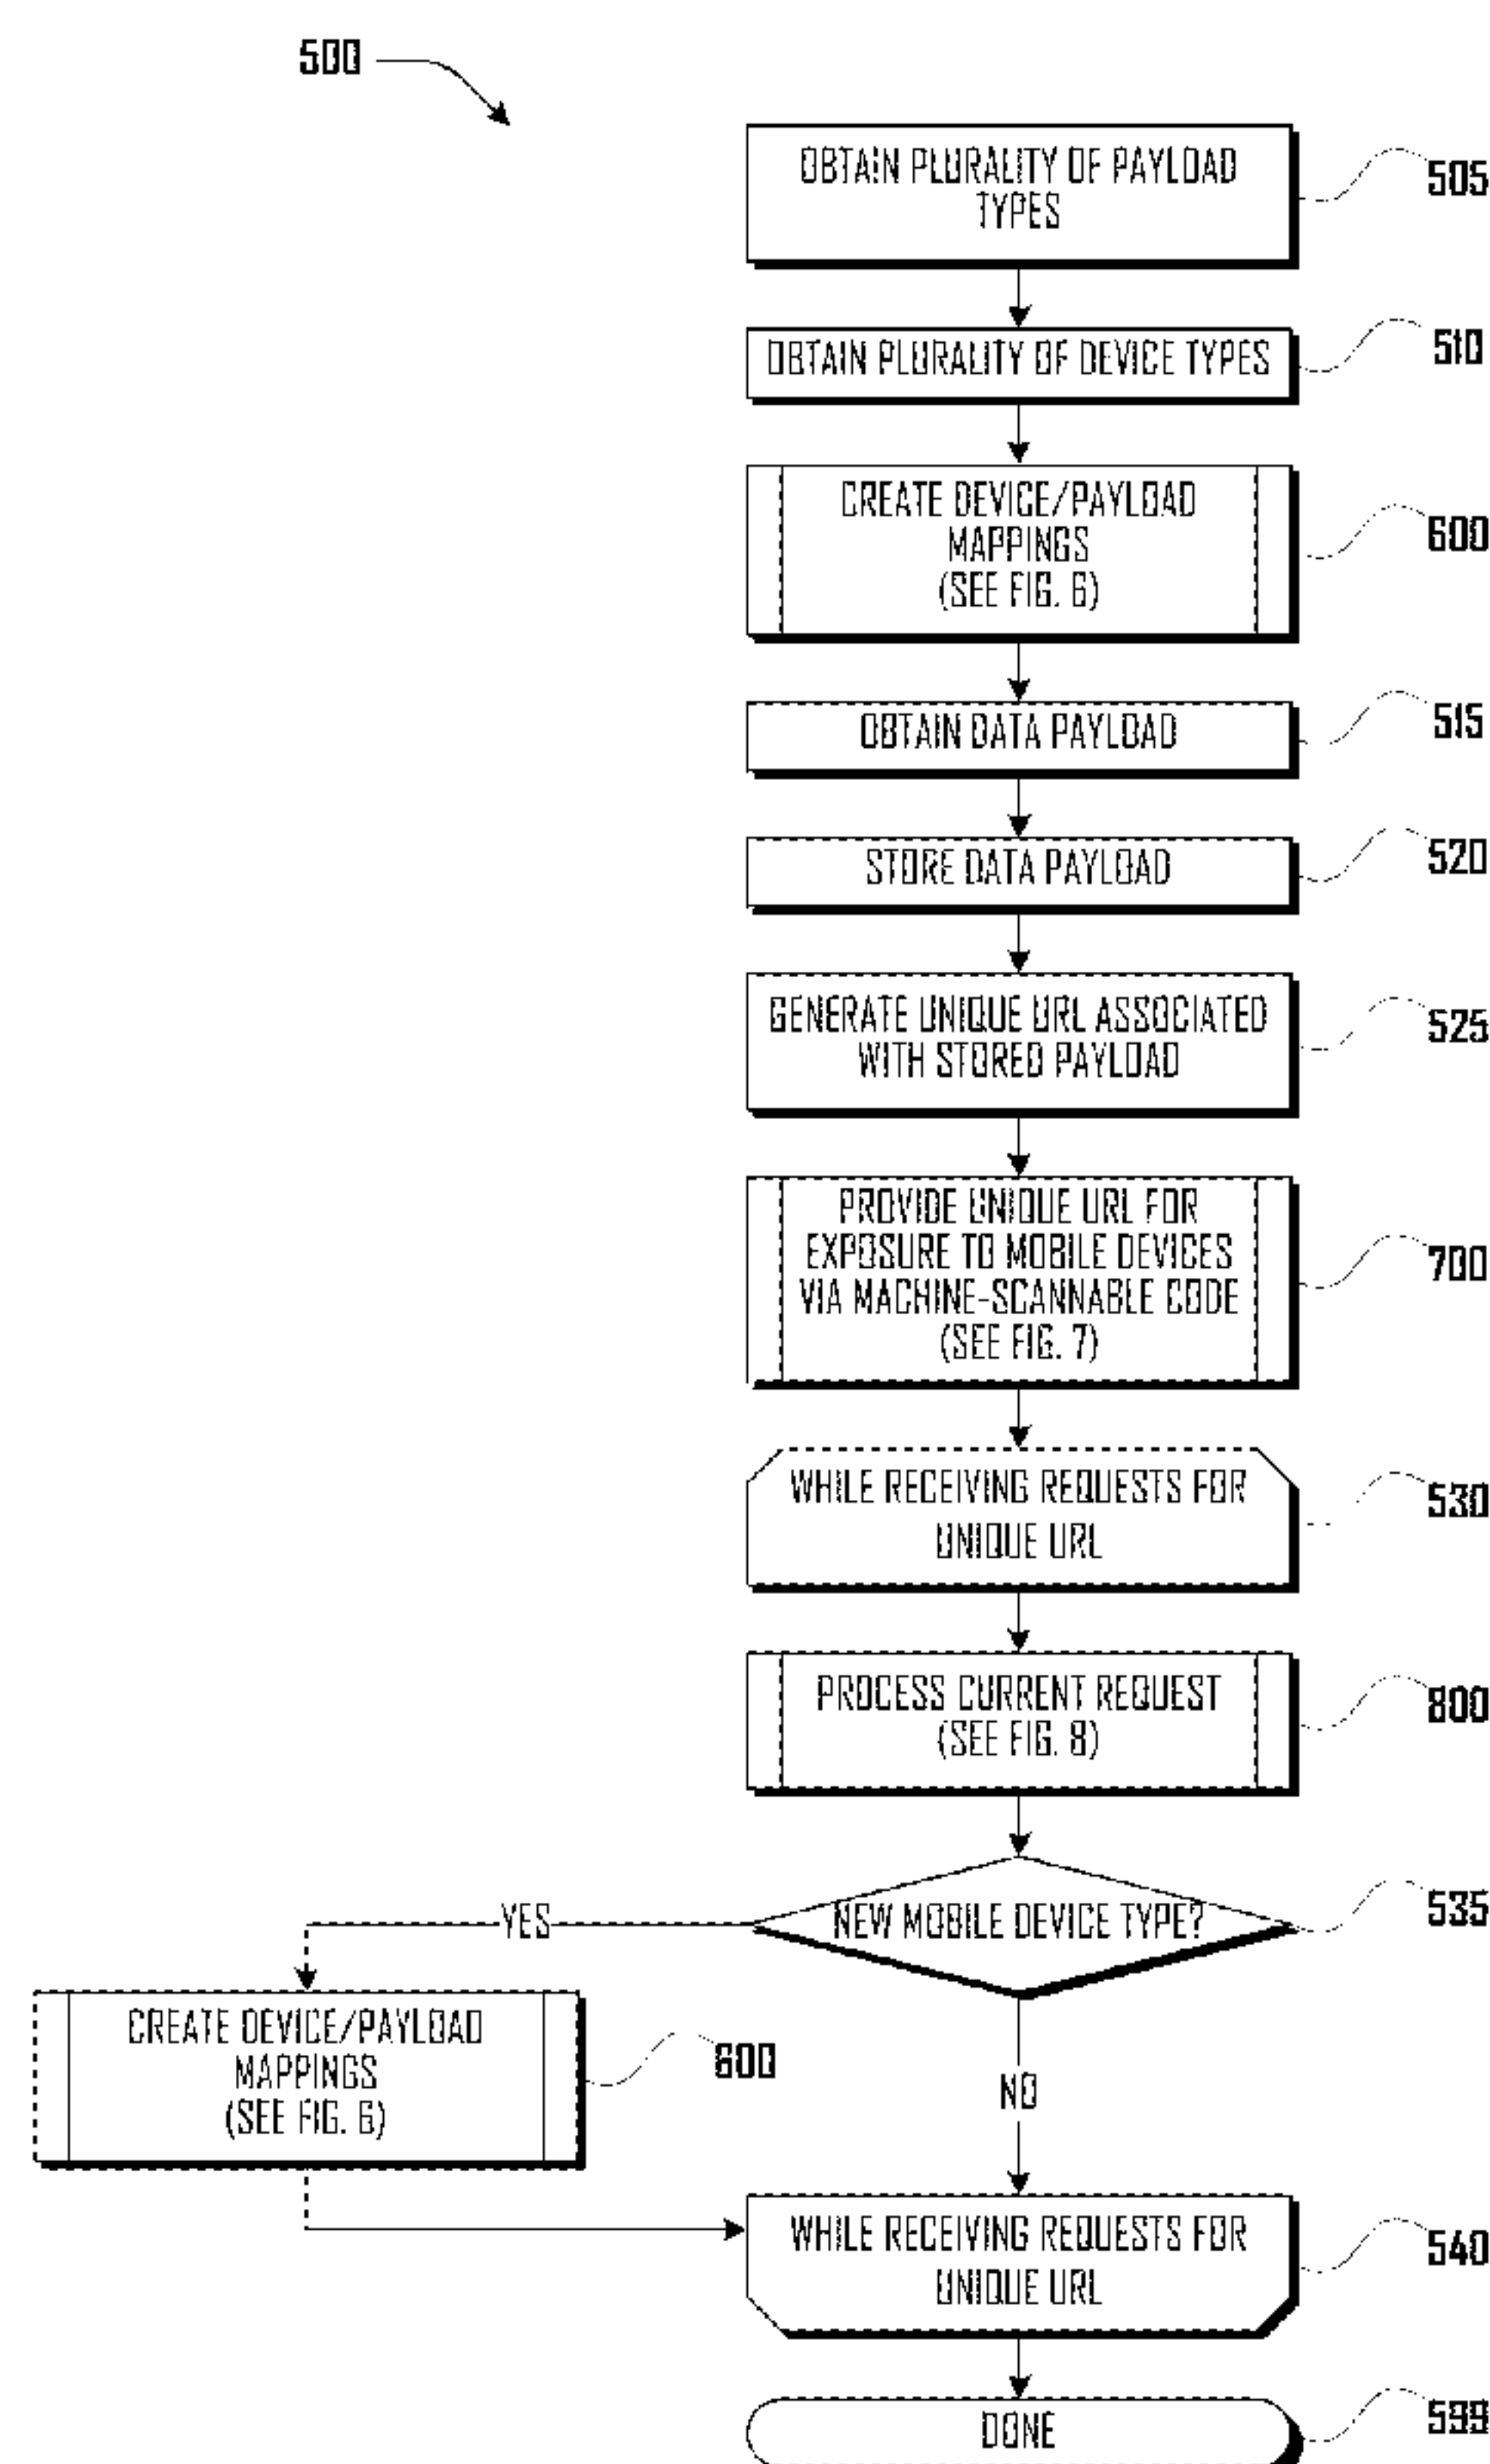 500
OBTAIN PLURALITY OF PAYLOAD
TYPES
505
OBTAIN PLURALITY OF DEVICE TYPES
510
CREATE DEVICE/PAYLOAD
MAPPINGS
(SEE FIG. 6)
600
OBTAIN DATA PAYLOAD
515
STORE DATA PAYLOAD
520
GENERATE UNIQUE URL ASSOCIATED
WITH STORED PAYLOAD
525
PROVIDE UNIQUE URL FOR
EXPOSURE TO MOBILE DEVICES
VIA MACHINE-SCANNABLE CODE
(SEE FIG. 7)
700
WHILE RECEIVING REQUESTS FOR
UNIQUE URL
530
PROCESS CURRENT REQUEST
(SEE FIG. 8)
800
NEW MOBILE DEVICE TYPE?
535
YES
CREATE DEVICE/PAYLOAD
MAPPINGS
(SEE FIG. 6)
600
NO
WHILE RECEIVING REQUESTS FOR
UNIQUE URL
540
DONE
599